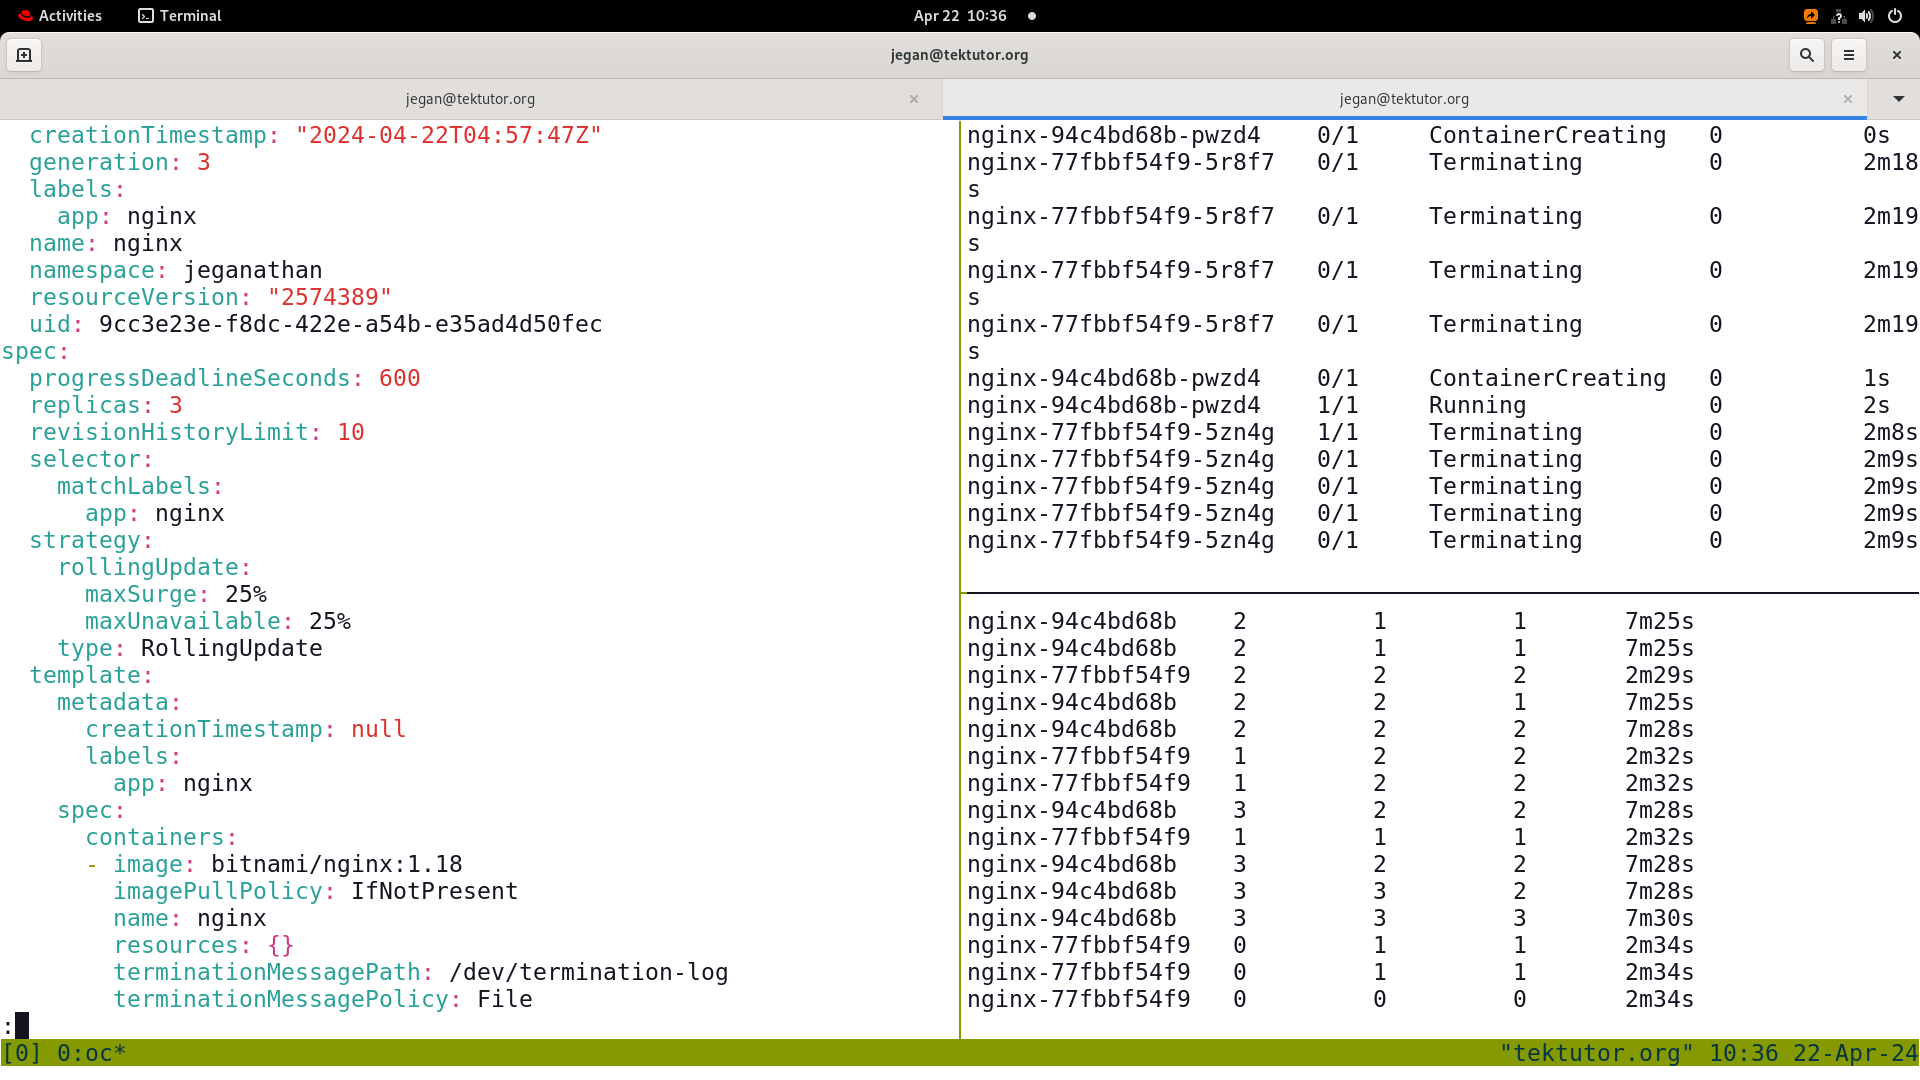 Activities Terminal Apr 22 10:36
jegan@tektutor.org
jegan@tektutor.org × jegan@tektutor.org ×
creationTimestamp: "2024-04-22T04:57:47Z"
generation: 3
labels:
app: nginx
name: nginx
namespace: jeganathan
resourceVersion: "2574389"
uid: 9cc3e23e-f8dc-422e-a54b-e35ad4d50fec
spec:
progressDeadlineSeconds: 600
replicas: 3
revisionHistoryLimit: 10
selector:
matchLabels:
app: nginx
strategy:
rollingUpdate:
maxSurge: 25%
maxUnavailable: 25%
type: RollingUpdate
template:
metadata:
creationTimestamp: null
labels:
app: nginx
spec:
containers:
- image: bitnami/nginx:1.18
imagePullPolicy: IfNotPresent
name: nginx
resources: {}
terminationMessagePath: /dev/termination-log
terminationMessagePolicy: File
:
nginx-94c4bd68b-pwzd4 0/1 ContainerCreating 0 0s
nginx-77fbbf54f9-5r8f7 0/1 Terminating 0 2m18
s
nginx-77fbbf54f9-5r8f7 0/1 Terminating 0 2m19
s
nginx-77fbbf54f9-5r8f7 0/1 Terminating 0 2m19
s
nginx-77fbbf54f9-5r8f7 0/1 Terminating 0 2m19
s
nginx-94c4bd68b-pwzd4 0/1 ContainerCreating 0 1s
nginx-94c4bd68b-pwzd4 1/1 Running 0 2s
nginx-77fbbf54f9-5zn4g 1/1 Terminating 0 2m8s
nginx-77fbbf54f9-5zn4g 0/1 Terminating 0 2m9s
nginx-77fbbf54f9-5zn4g 0/1 Terminating 0 2m9s
nginx-77fbbf54f9-5zn4g 0/1 Terminating 0 2m9s
nginx-77fbbf54f9-5zn4g 0/1 Terminating 0 2m9s
nginx-94c4bd68b 2 1 1 7m25s
nginx-94c4bd68b 2 1 1 7m25s
nginx-77fbbf54f9 2 2 2 2m29s
nginx-94c4bd68b 2 2 1 7m25s
nginx-94c4bd68b 2 2 2 7m28s
nginx-77fbbf54f9 1 2 2 2m32s
nginx-77fbbf54f9 1 2 2 2m32s
nginx-94c4bd68b 3 2 2 7m28s
nginx-77fbbf54f9 1 1 1 2m32s
nginx-94c4bd68b 3 2 2 7m28s
nginx-94c4bd68b 3 3 2 7m28s
nginx-94c4bd68b 3 3 3 7m30s
nginx-77fbbf54f9 0 1 1 2m34s
nginx-77fbbf54f9 0 1 1 2m34s
nginx-77fbbf54f9 0 0 0 2m34s
[0] 0:oc* "tektutor.org" 10:36 22-Apr-24